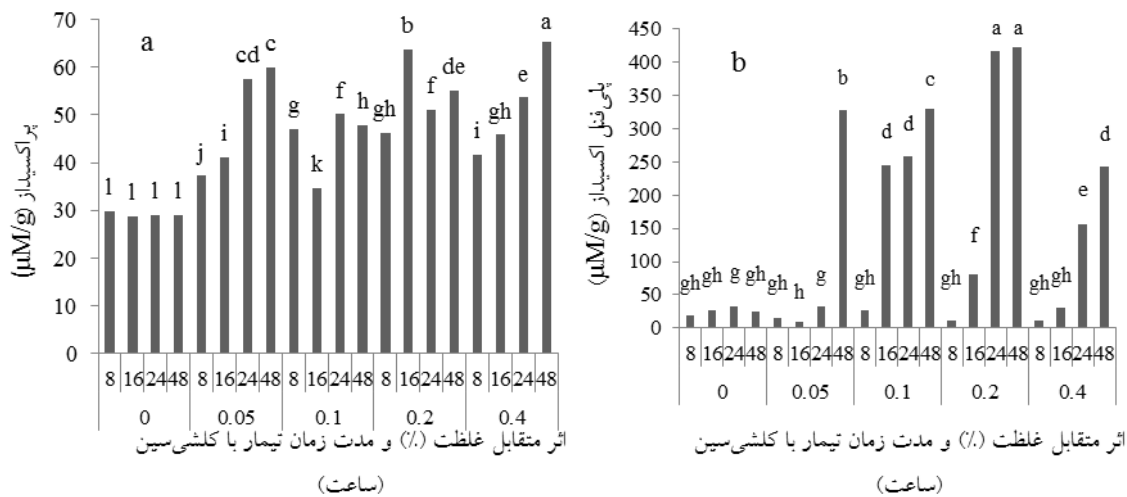 a
پراکسیداز (µM/g)
70
60
50
40
30
20
10
0
l l l l j i cd c g k f h gh b f de i gh e a
8 16 24 48 8 16 24 48 8 16 24 48 8 16 24 48 8 16 24 48
0 0.05 0.1 0.2 0.4
اثر متقابل غلظت (٪) و مدت زمان تیمار با کلشی‌سین
(ساعت)
b
پلی‌فنل اکسیداز (µM/g)
450
400
350
300
250
200
150
100
50
0
gh gh g gh gh h g b gh d d c gh f a a gh gh e d
8 16 24 48 8 16 24 48 8 16 24 48 8 16 24 48 8 16 24 48
0 0.05 0.1 0.2 0.4
اثر متقابل غلظت (٪) و مدت زمان تیمار با کلشی‌سین
(ساعت)